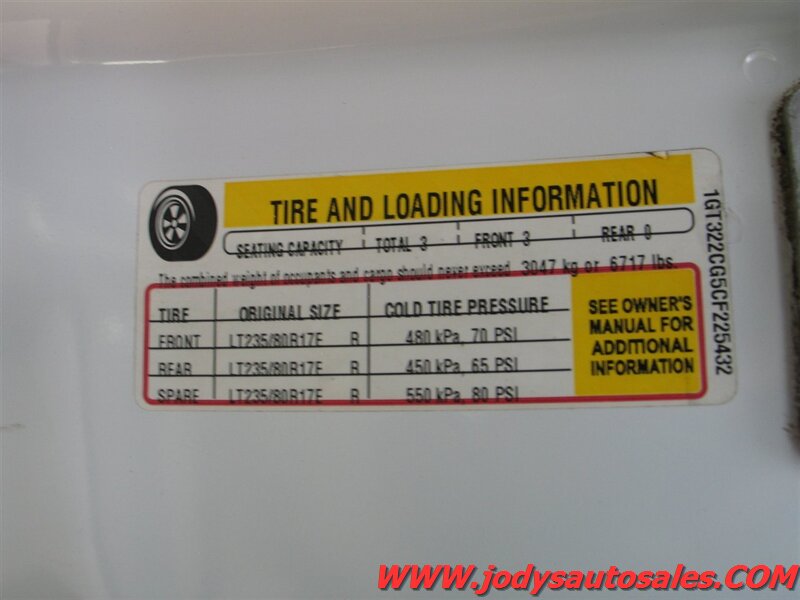 TIRE AND LOADING INFORMATION
SEATING CAPACITY TOTAL 3 FRONT 3 REAR 0
The combined weight of occupants and cargo should never exceed 3047 kg or 6717 lbs.
TIRE ORIGINAL SIZE COLD TIRE PRESSURE
FRONT LT235/80R17E R 480 kPa, 70 PSI
REAR LT235/80R17E R 450 kPa, 65 PSI
SPARE LT235/80R17E R 550 kPa, 80 PSI
SEE OWNER'S
MANUAL FOR
ADDITIONAL
INFORMATION
1GT322CG5CF225432
www.jodysautosales.COM